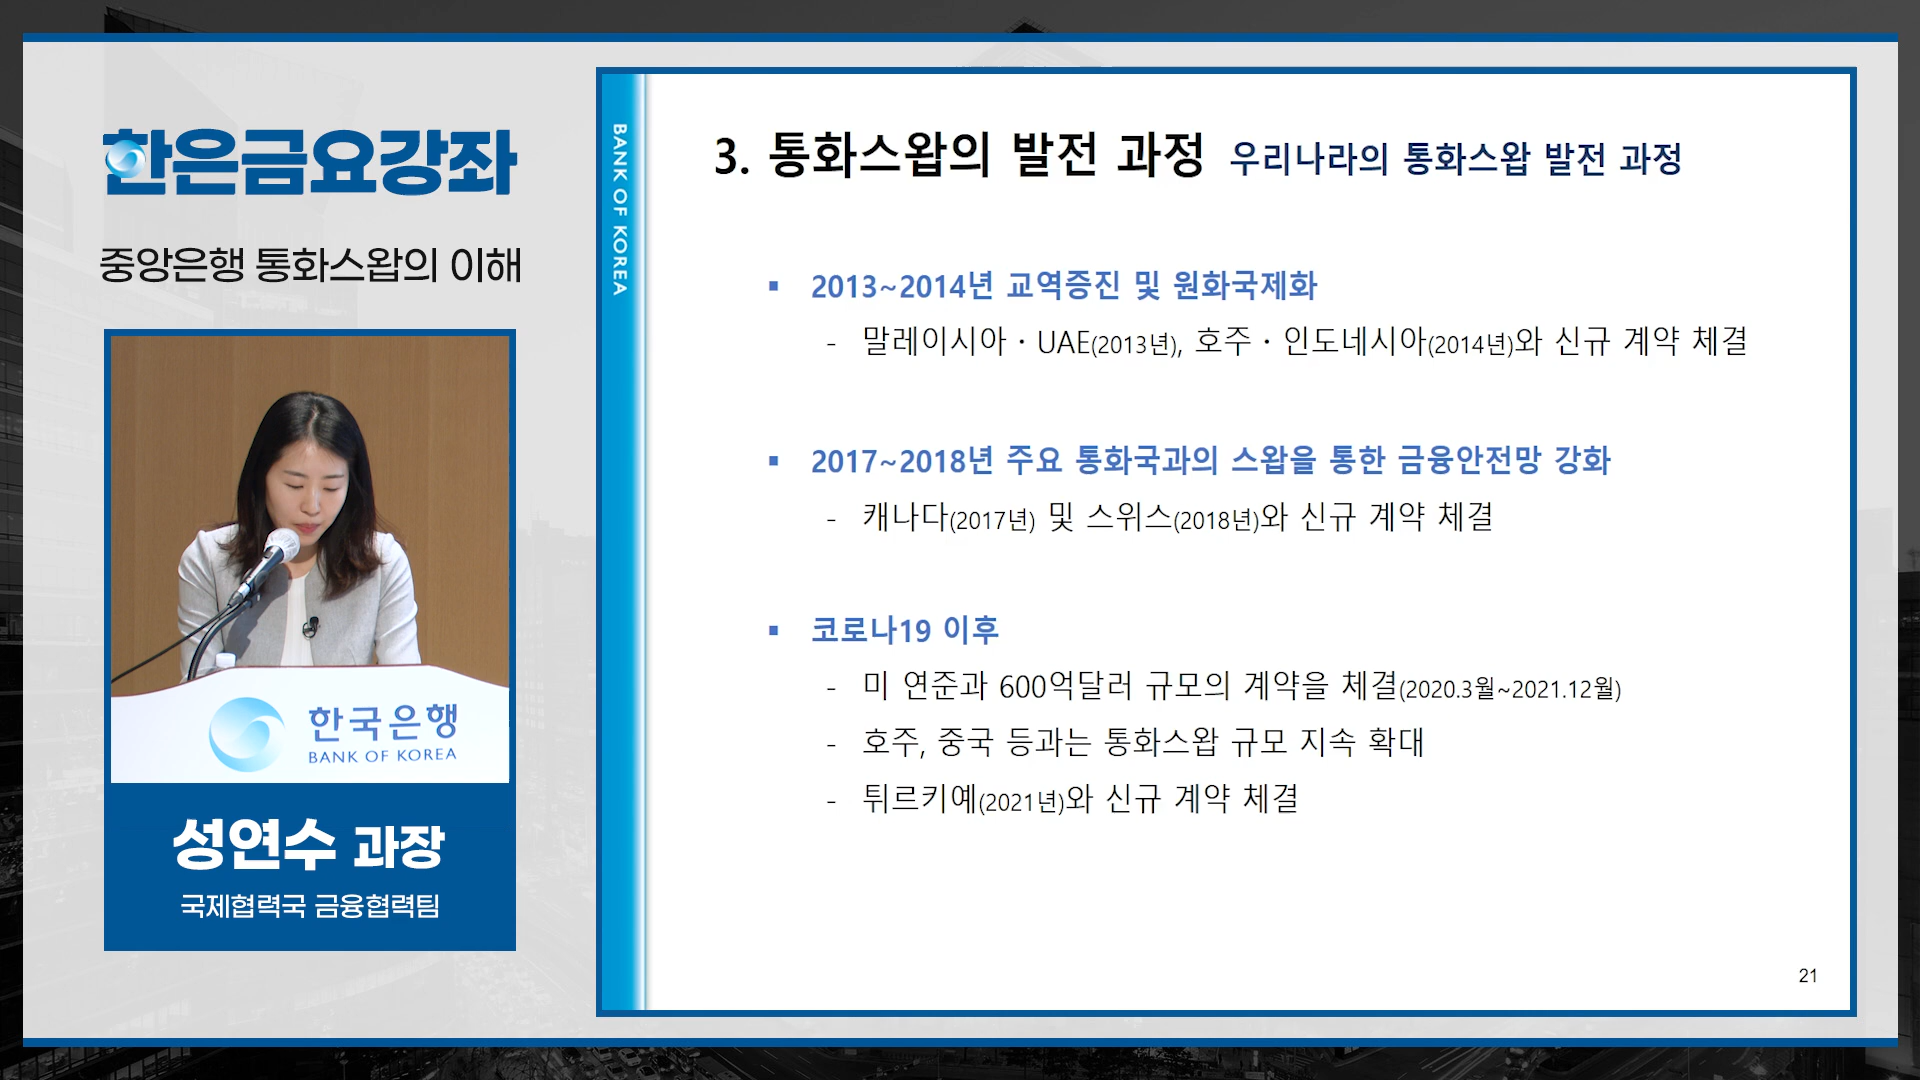 한은금요강좌
중앙은행 통화스왑의 이해
한국은행
BANK OF KOREA
성연수 과장
국제협력국 금융협력팀
BANK OF KOREA
3. 통화스왑의 발전 과정 우리나라의 통화스왑 발전 과정
▪ 2013~2014년 교역증진 및 원화국제화
- 말레이시아 · UAE(2013년), 호주 · 인도네시아(2014년)와 신규 계약 체결
▪ 2017~2018년 주요 통화국과의 스왑을 통한 금융안전망 강화
- 캐나다(2017년) 및 스위스(2018년)와 신규 계약 체결
▪ 코로나19 이후
- 미 연준과 600억달러 규모의 계약을 체결(2020.3월~2021.12월)
- 호주, 중국 등과는 통화스왑 규모 지속 확대
- 튀르키예(2021년)와 신규 계약 체결
21